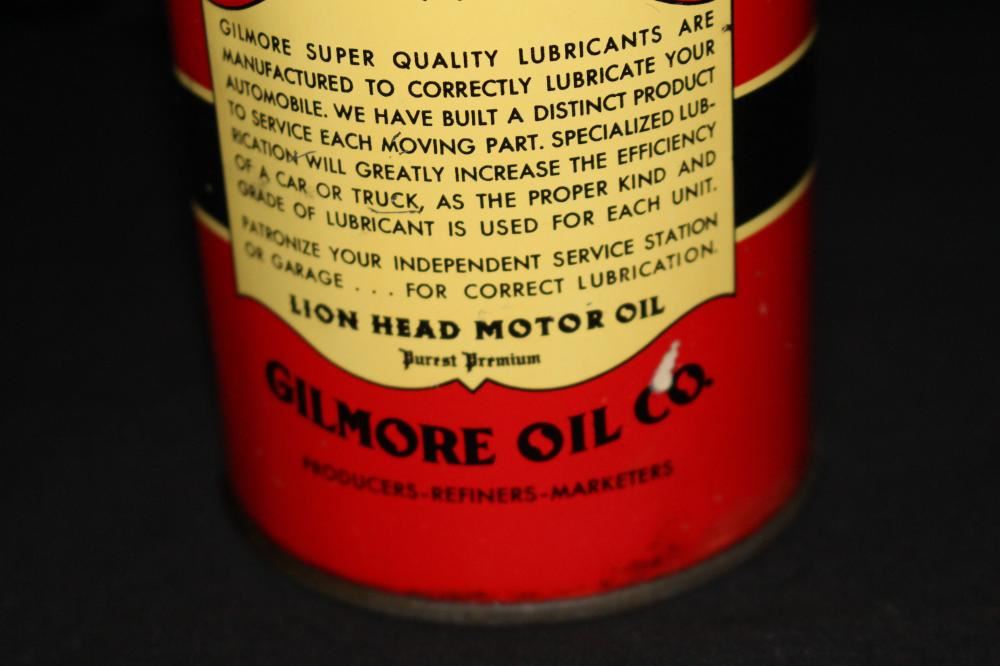 GILMORE SUPER QUALITY LUBRICANTS ARE
MANUFACTURED TO CORRECTLY LUBRICATE YOUR
AUTOMOBILE. WE HAVE BUILT A DISTINCT PRODUCT
TO SERVICE EACH MOVING PART. SPECIALIZED LUB-
RICATION WILL GREATLY INCREASE THE EFFICIENCY
OF A CAR OR TRUCK, AS THE PROPER KIND AND
GRADE OF LUBRICANT IS USED FOR EACH UNIT.
PATRONIZE YOUR INDEPENDENT SERVICE STATION
OR GARAGE . . . FOR CORRECT LUBRICATION.
LION HEAD MOTOR OIL
Purest Premium
GILMORE OIL CO.
PRODUCERS-REFINERS-MARKETERS